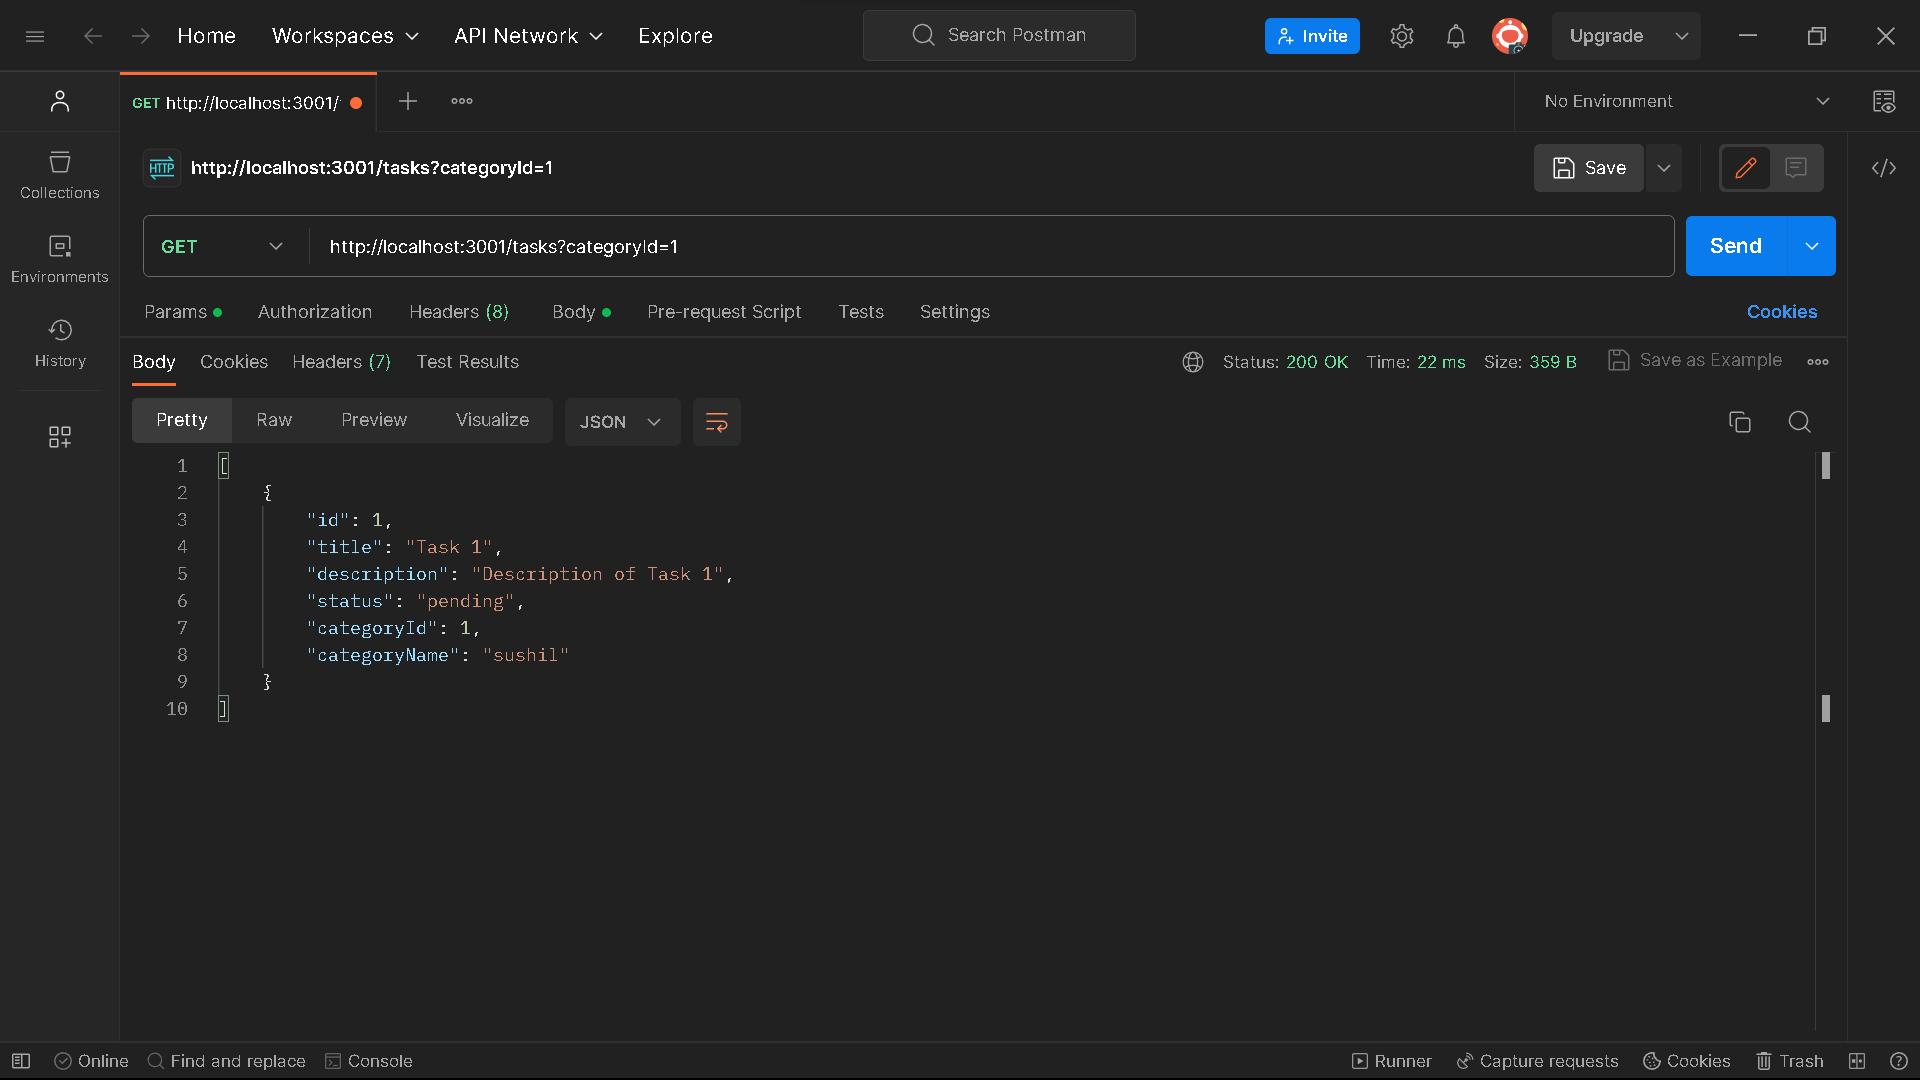 Home Workspaces API Network Explore Search Postman Invite Upgrade
GET http://localhost:3001/ No Environment
HTTP http://localhost:3001/tasks?categoryId=1 Save
Collections
GET http://localhost:3001/tasks?categoryId=1 Send
Environments
Params Authorization Headers (8) Body Pre-request Script Tests Settings Cookies
History
Body Cookies Headers (7) Test Results Status: 200 OK Time: 22 ms Size: 359 B Save as Example
Pretty Raw Preview Visualize JSON
1 [
2 {
3 "id": 1,
4 "title": "Task 1",
5 "description": "Description of Task 1",
6 "status": "pending",
7 "categoryId": 1,
8 "categoryName": "sushil"
9 }
10 ]
Online Find and replace Console Runner Capture requests Cookies Trash